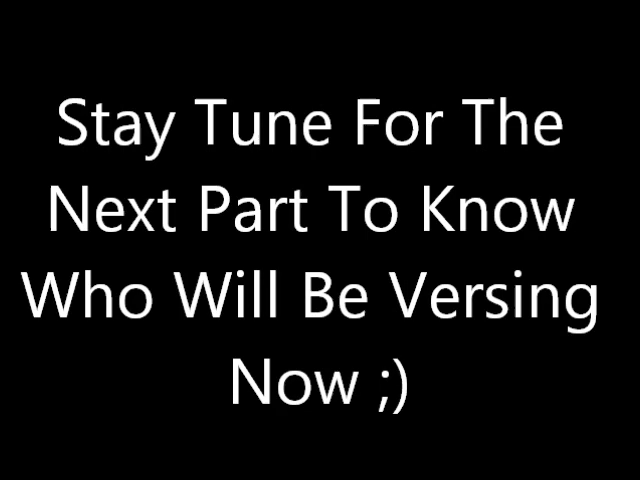 Stay Tune For The
Next Part To Know
Who Will Be Versing
Now ;)